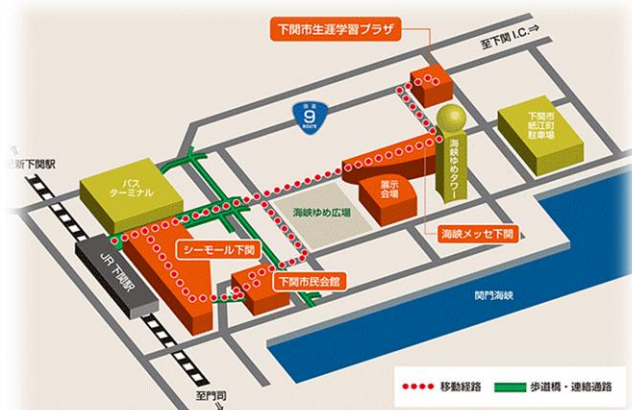 下関市生涯学習プラザ
至下関 I.C.
国道
9
ROUTE
新下関駅
バス
ターミナル
海峡ゆめタワー
下関市
細江町
駐車場
展示
会場
海峡ゆめ広場
海峡メッセ下関
シーモール下関
JR 下関駅
下関市民会館
関門海峡
至門司
移動経路
歩道橋・連絡通路